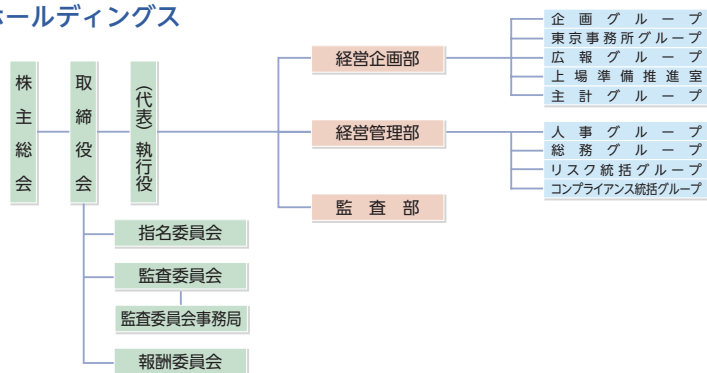 ホールディングス
株主総会
取締役会
（代表）執行役
指名委員会
監査委員会
監査委員会事務局
報酬委員会
経営企画部
経営管理部
監査部
企画グループ
東京事務所グループ
広報グループ
上場準備推進室
主計グループ
人事グループ
総務グループ
リスク統括グループ
コンプライアンス統括グループ